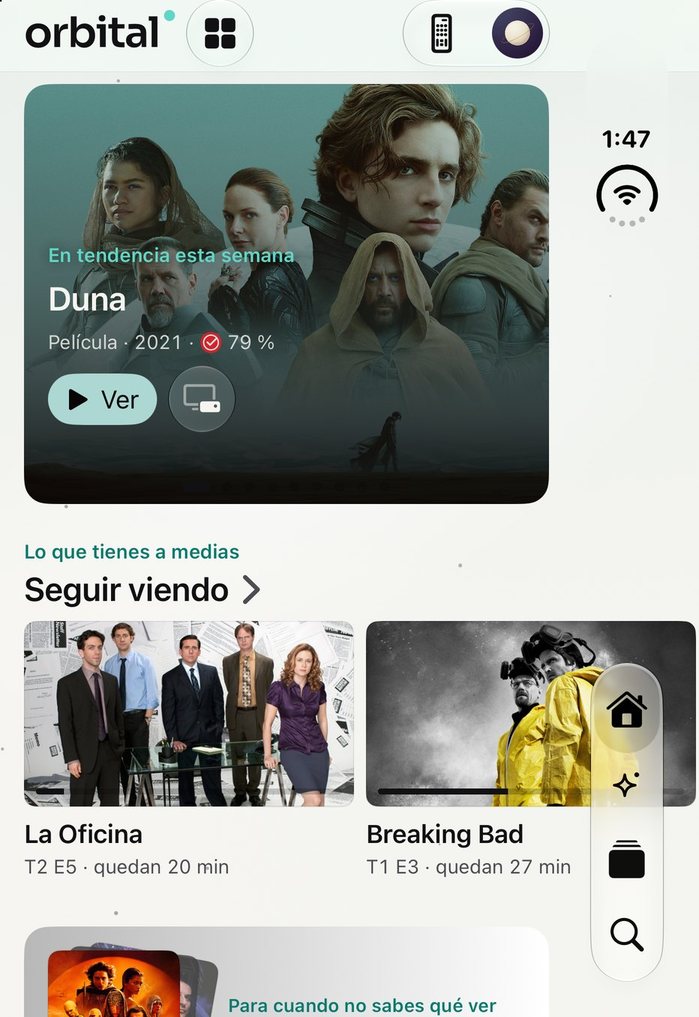 orbital
1:47
En tendencia esta semana
Duna
Película · 2021 · 79 %
Ver
Lo que tienes a medias
Seguir viendo
La Oficina
T2 E5 · quedan 20 min
Breaking Bad
T1 E3 · quedan 27 min
Para cuando no sabes qué ver